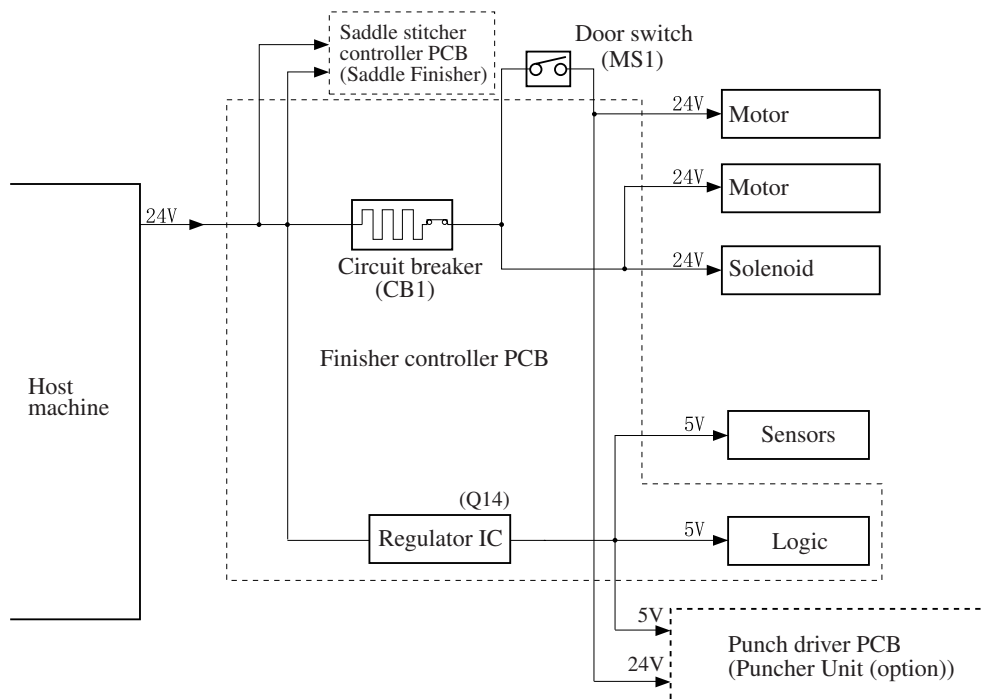 Saddle stitcher
controller PCB
(Saddle Finisher)
Door switch
(MS1)
24V
Motor
24V
Motor
24V
24V
Solenoid
Circuit breaker
(CB1)
Finisher controller PCB
Host
machine
5V
Sensors
(Q14)
Regulator IC
5V
Logic
5V
24V
Punch driver PCB
(Puncher Unit (option))